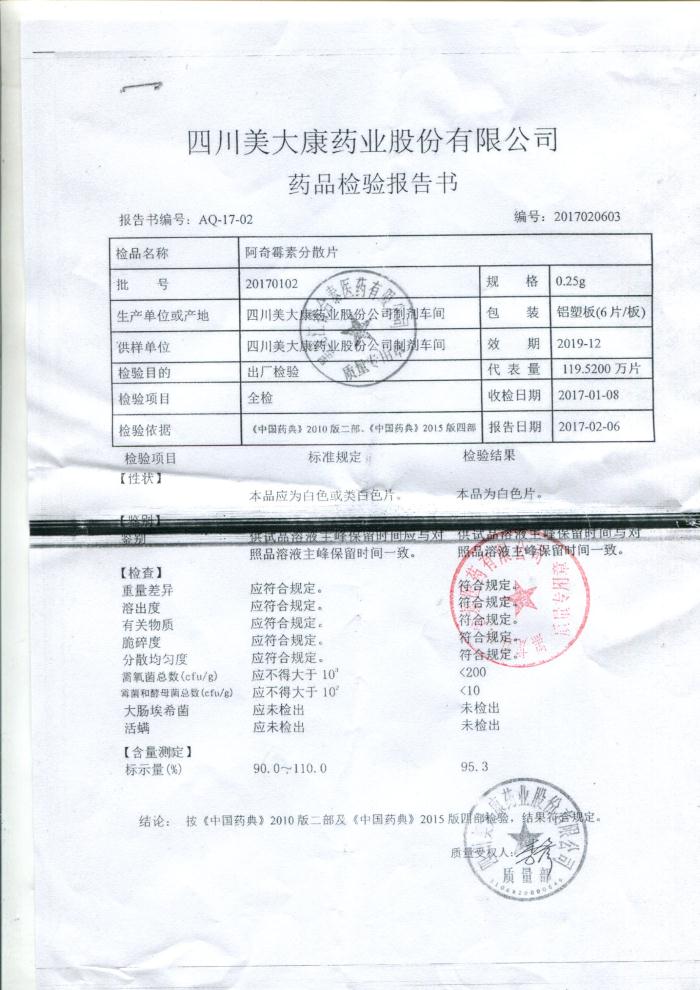 四川美大康药业股份有限公司
药品检验报告书
报告书编号：AQ-17-02 编号：2017020603
检品名称 阿奇霉素分散片
批 号 20170102 规 格 0.25g
生产单位或产地 四川美大康药业股份公司制剂车间 包 装 铝塑板(6片/板)
供样单位 四川美大康药业股份公司制剂车间 效 期 2019-12
检验目的 出厂检验 代 表 量 119.5200 万片
检验项目 全检 收检日期 2017-01-08
检验依据 《中国药典》2010 版二部、《中国药典》2015 版四部 报告日期 2017-02-06
检验项目 标准规定 检验结果
【性状】
本品应为白色或类白色片。 本品为白色片。
【鉴别】
鉴别 供试品溶液主峰保留时间应与对 供试品溶液主峰保留时间与对
照品溶液主峰保留时间一致。 照品溶液主峰保留时间一致。
【检查】
重量差异 应符合规定。 符合规定。
溶出度 应符合规定。 符合规定。
有关物质 应符合规定。 符合规定。
脆碎度 应符合规定。 符合规定。
分散均匀度 应符合规定。 符合规定。
需氧菌总数(cfu/g) 应不得大于 10³ <200
霉菌和酵母菌总数(cfu/g) 应不得大于 10² <10
大肠埃希菌 应未检出 未检出
活螨 应未检出 未检出
【含量测定】
标示量(%) 90.0～110.0 95.3
结论： 按《中国药典》2010 版二部及《中国药典》2015 版四部检验，结果符合规定。
质量受权人：
质量部